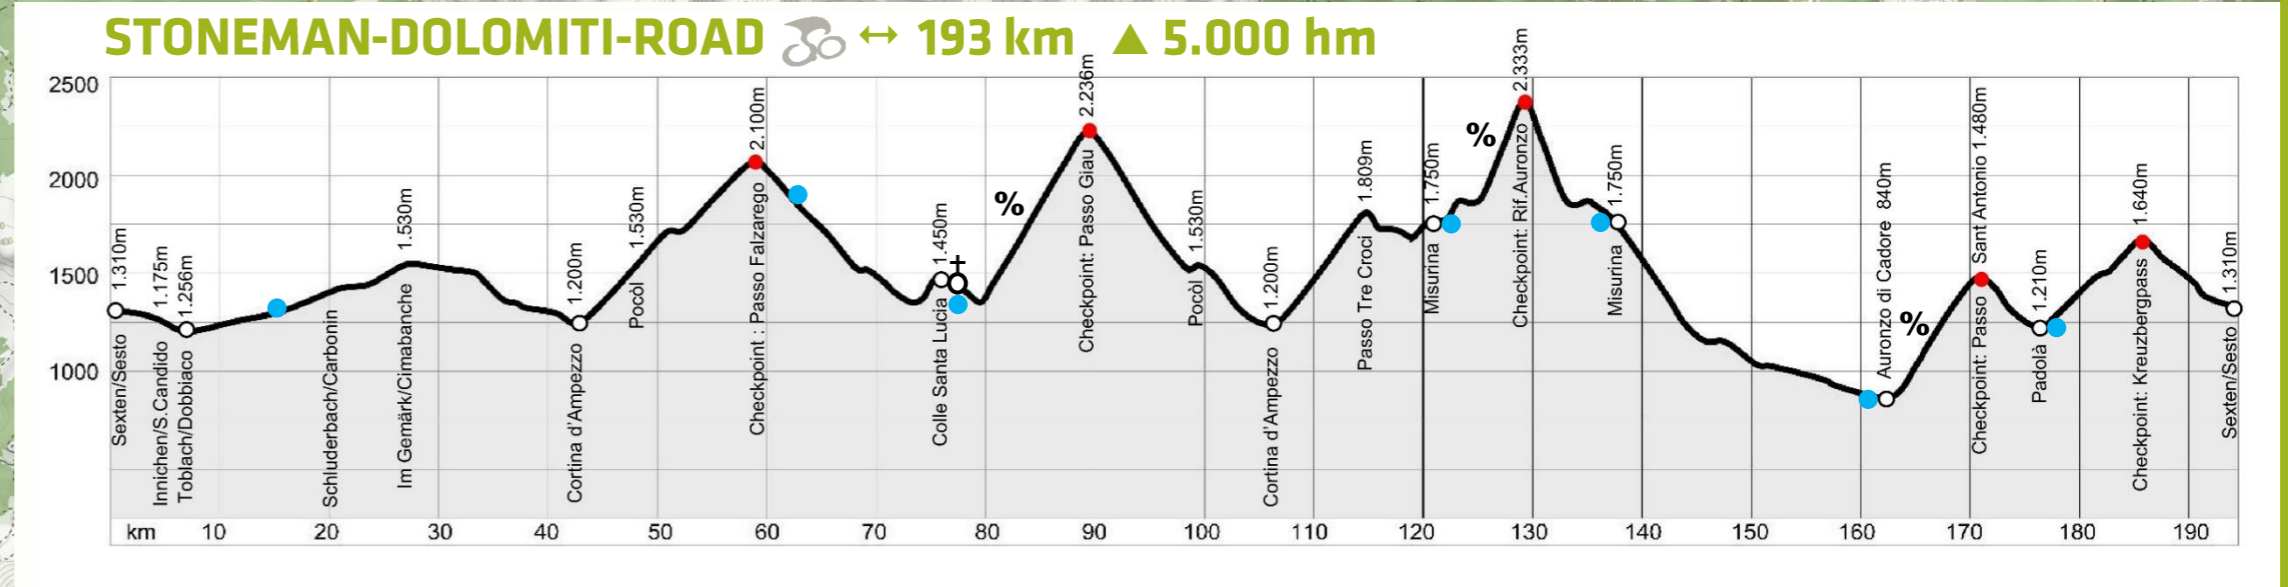 STONEMAN-DOLOMITI-ROAD ↔ 193 km ▲ 5.000 hm
2500
2000
1500
1000
Sexten/Sesto 1.310m
Innichen/S.Candido 1.175m
Toblach/Dobbiaco 1.256m
Schluderbach/Carbonin
Im Gemärk/Cimabanche 1.530m
Cortina d'Ampezzo 1.200m
Pocòl 1.530m
Checkpoint : Passo Falzarego 2.100m
Colle Santa Lucia 1.450m
%
Checkpoint: Passo Giau 2.236m
Pocòl 1.530m
Cortina d'Ampezzo 1.200m
Passo Tre Croci 1.809m
Misurina 1.750m
%
Checkpoint: Rif.Auronzo 2.333m
Misurina 1.750m
Auronzo di Cadore 840m
%
Checkpoint: Passo Sant Antonio 1.480m
Padolà 1.210m
Checkpoint: Kreuzbergpass 1.640m
Sexten/Sesto 1.310m
km 10 20 30 40 50 60 70 80 90 100 110 120 130 140 150 160 170 180 190